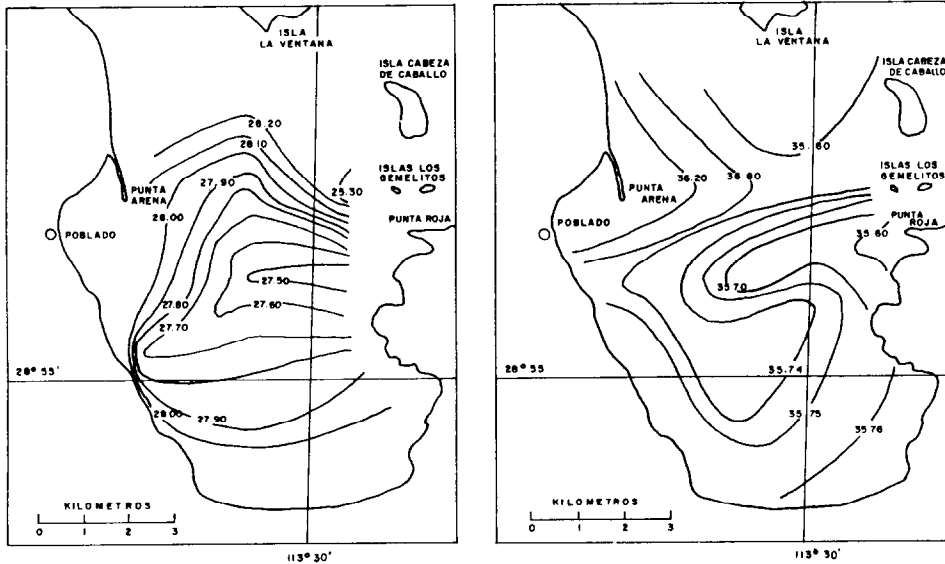 ISLA
LA VENTANA
ISLA CABEZA
DE CABALLO
28.20
28.10
27.90
ISLAS LOS
GEMELITOS
25.30
PUNTA
ARENA
28.00
PUNTA ROJA
POBLADO
27.50
27.80
27.60
27.70
28° 55'
28.00
27.90
KILOMETROS
0 1 2 3
113° 30'
ISLA
LA VENTANA
ISLA CABEZA
DE CABALLO
35.60
ISLAS LOS
GEMELITOS
36.20
36.80
PUNTA
ARENA
PUNTA
ROJA
POBLADO
35.60
35.70
28° 55
35.74
35.75
35.76
KILOMETROS
0 1 2 3
113° 30'